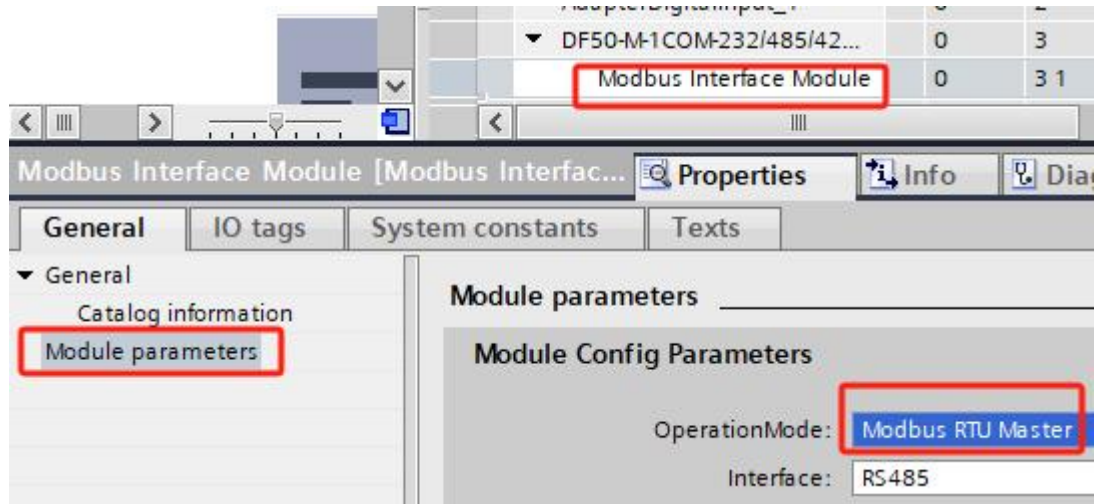 DF50-M-1COM-232/485/42... 0 3
Modbus Interface Module 0 3 1
Modbus Interface Module [Modbus Interfac... Properties Info Diag
General IO tags System constants Texts
General
Catalog information
Module parameters
Module parameters
Module Config Parameters
OperationMode: Modbus RTU Master
Interface: RS485